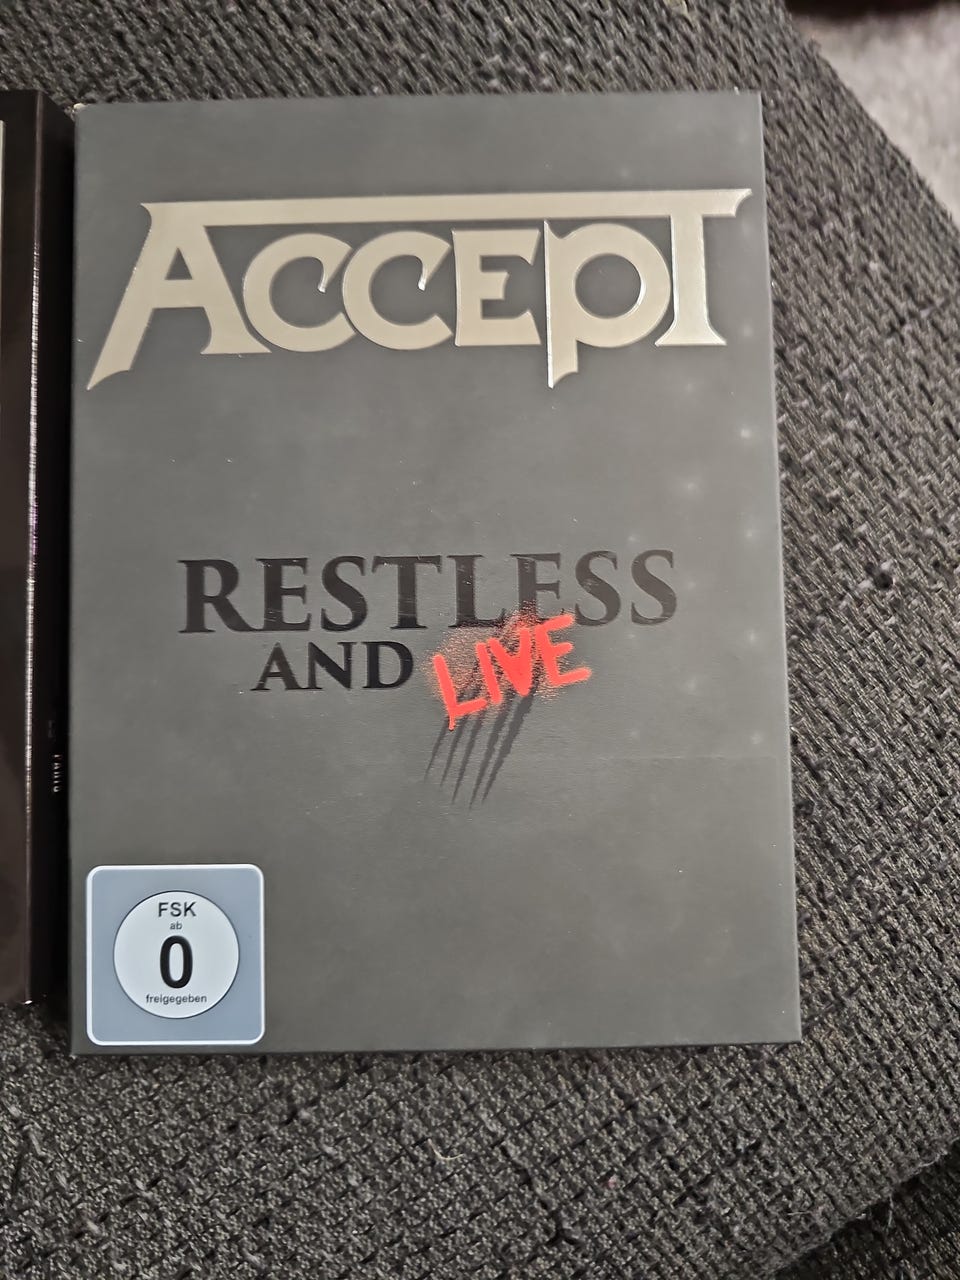 ACCEPT
RESTLESS
AND LIVE
FSK
ab
0
freigegeben